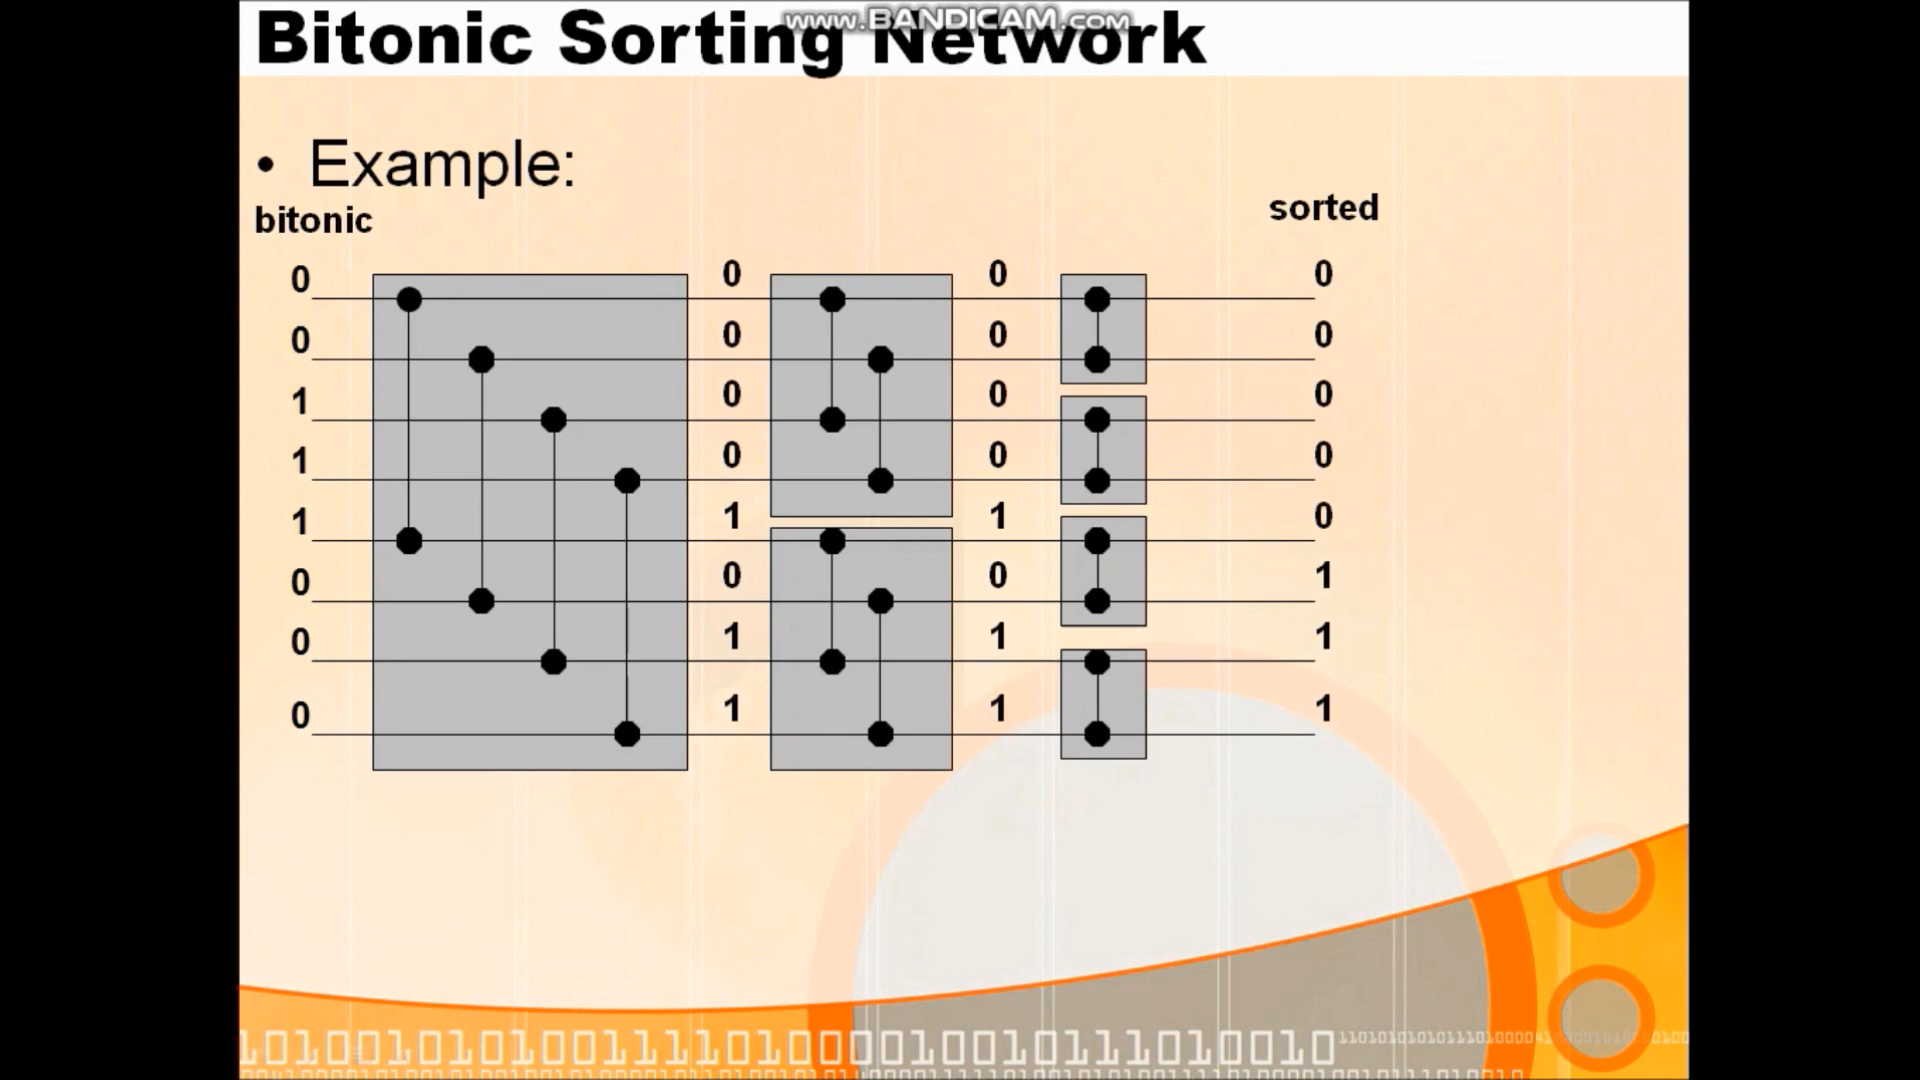 www.BANDICAM.com
Bitonic Sorting Network
• Example:
bitonic
sorted
0 0 0 0
0 0 0 0
1 0 0 0
1 0 0 0
1 1 1 0
0 0 0 1
0 1 1 1
0 1 1 1